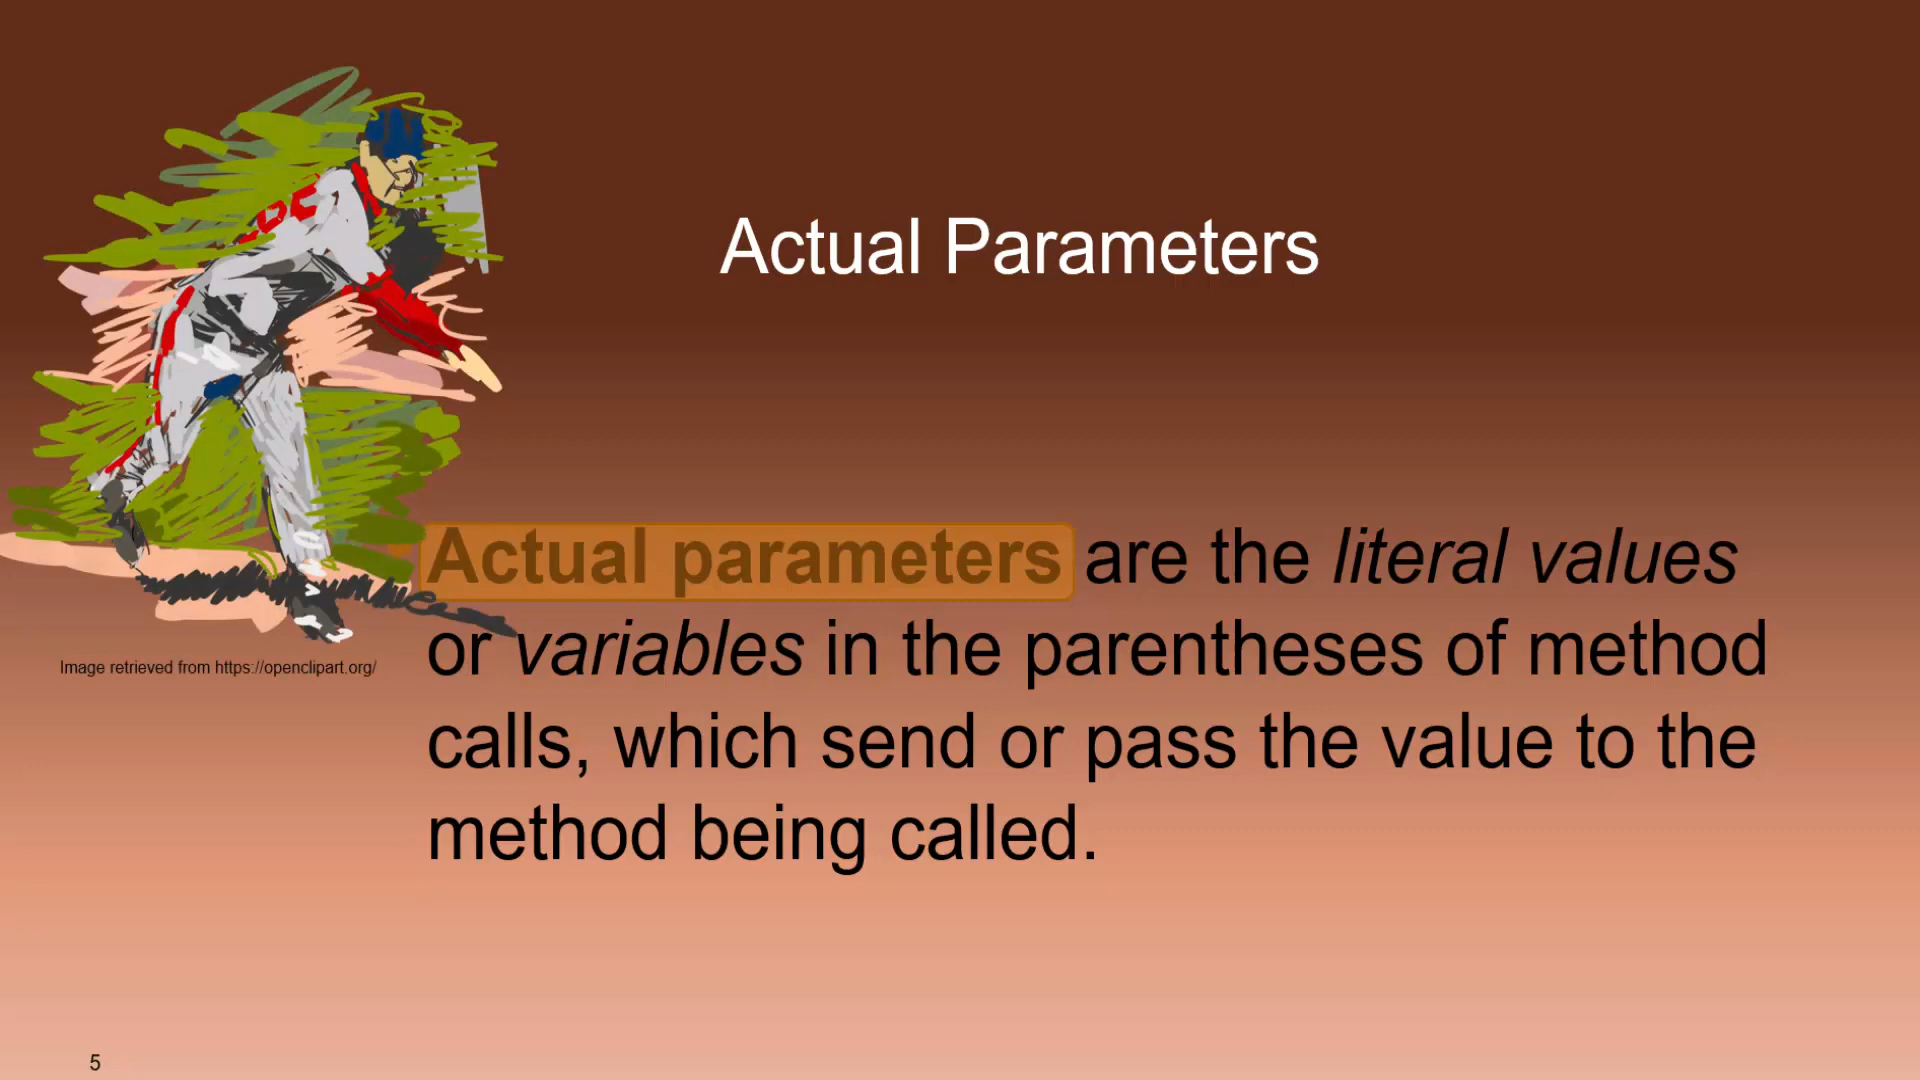 Actual Parameters
Actual parameters are the literal values
or variables in the parentheses of method
calls, which send or pass the value to the
method being called.
Image retrieved from https://openclipart.org/
5